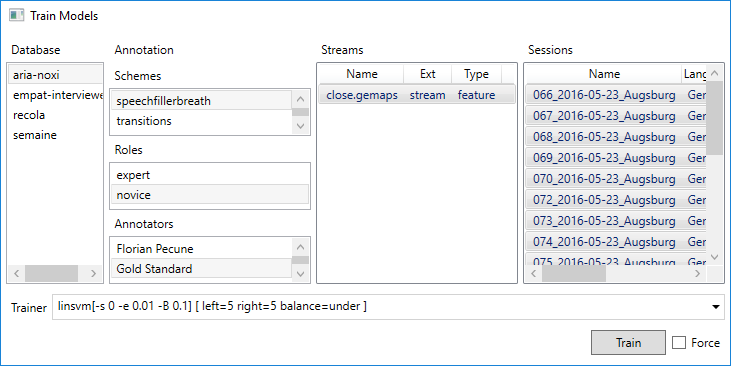 Train Models
Database
aria-noxi
empat-interviewe
recola
semaine
Annotation
Schemes
speechfillerbreath
transitions
Roles
expert
novice
Annotators
Florian Pecune
Gold Standard
Streams
Name Ext Type
close.gemaps stream feature
Sessions
Name Lang
066_2016-05-23_Augsburg Ger
067_2016-05-23_Augsburg Ger
068_2016-05-23_Augsburg Ger
069_2016-05-23_Augsburg Ger
070_2016-05-23_Augsburg Ger
072_2016-05-23_Augsburg Ger
073_2016-05-23_Augsburg Ger
074_2016-05-23_Augsburg Ger
075_2016-05-23_Augsburg Ger
Trainer linsvm[-s 0 -e 0.01 -B 0.1] [ left=5 right=5 balance=under ]
Train Force